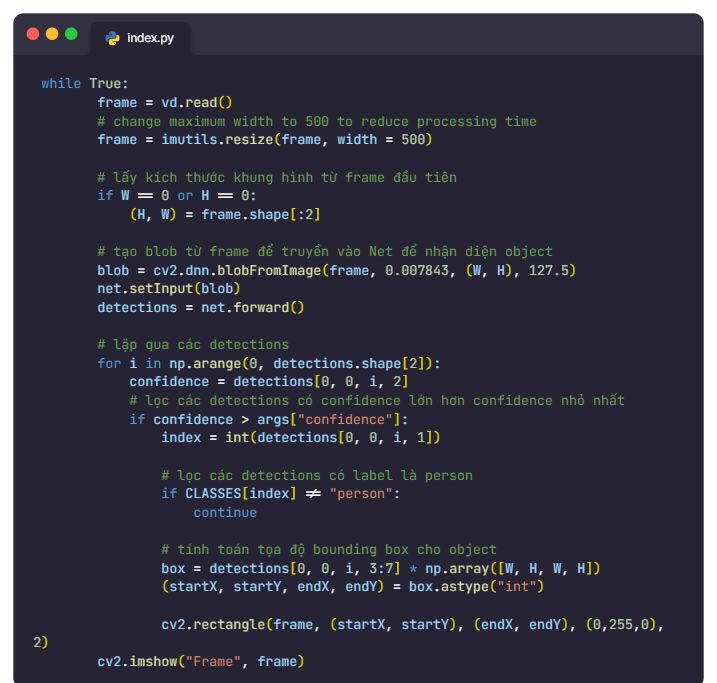 index.py
while True:
frame = vd.read()
# change maximum width to 500 to reduce processing time
frame = imutils.resize(frame, width = 500)
# lấy kích thước khung hình từ frame đầu tiên
if W == 0 or H == 0:
(H, W) = frame.shape[:2]
# tạo blob từ frame để truyền vào Net để nhận diện object
blob = cv2.dnn.blobFromImage(frame, 0.007843, (W, H), 127.5)
net.setInput(blob)
detections = net.forward()
# lặp qua các detections
for i in np.arange(0, detections.shape[2]):
confidence = detections[0, 0, i, 2]
# lọc các detections có confidence lớn hơn confidence nhỏ nhất
if confidence > args["confidence"]:
index = int(detections[0, 0, i, 1])
# lọc các detections có label là person
if CLASSES[index] != "person":
continue
# tính toán tọa độ bounding box cho object
box = detections[0, 0, i, 3:7] * np.array([W, H, W, H])
(startX, startY, endX, endY) = box.astype("int")
cv2.rectangle(frame, (startX, startY), (endX, endY), (0,255,0),
2)
cv2.imshow("Frame", frame)